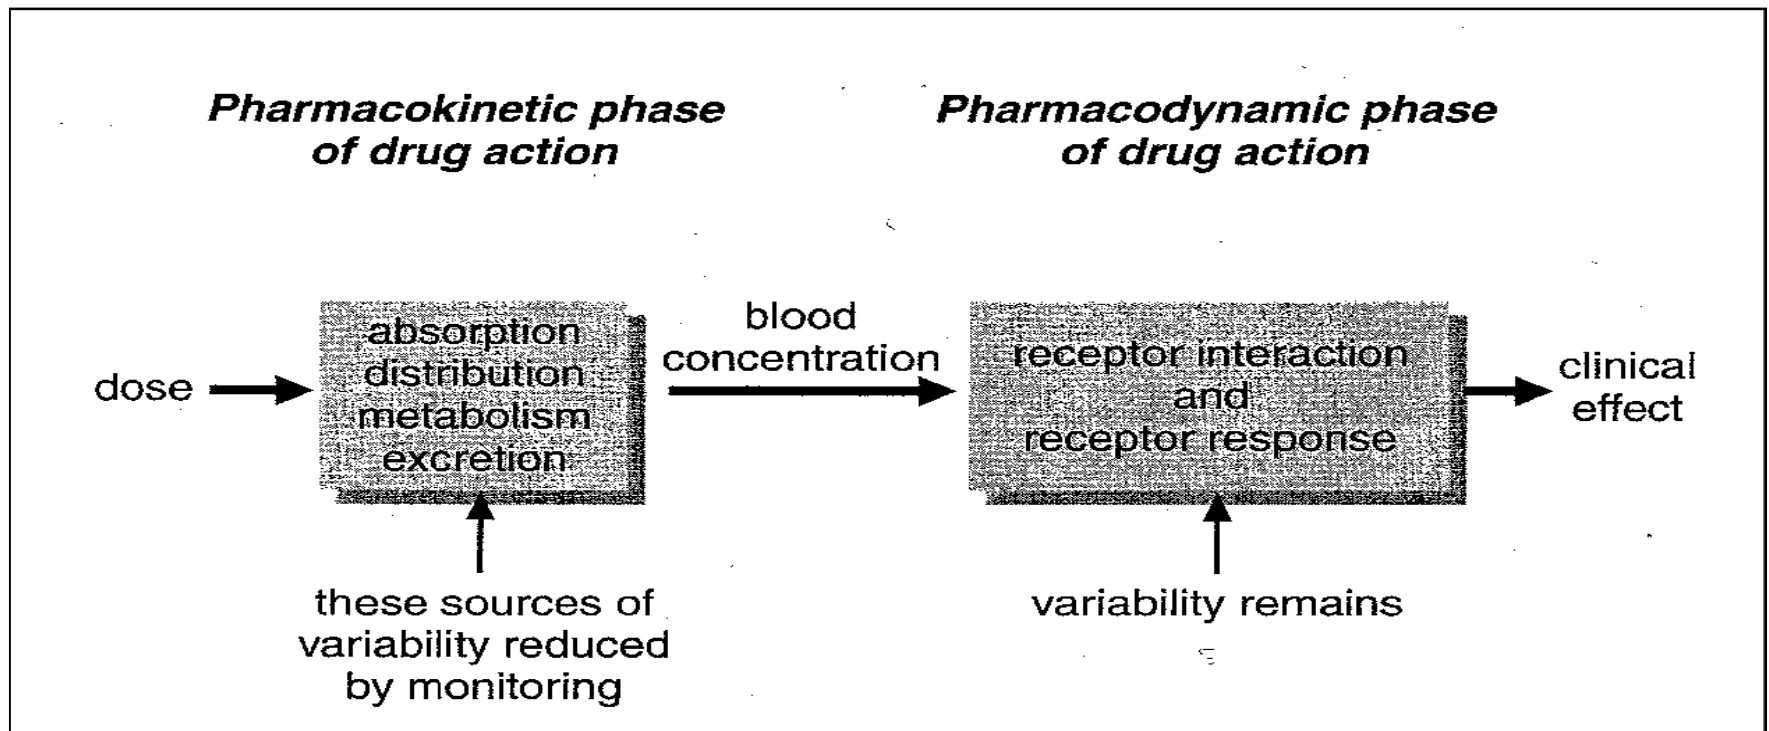 Pharmacokinetic phase
of drug action
Pharmacodynamic phase
of drug action
dose
absorption
distribution
metabolism
excretion
blood
concentration
receptor interaction
and
receptor response
clinical
effect
these sources of
variability reduced
by monitoring
variability remains